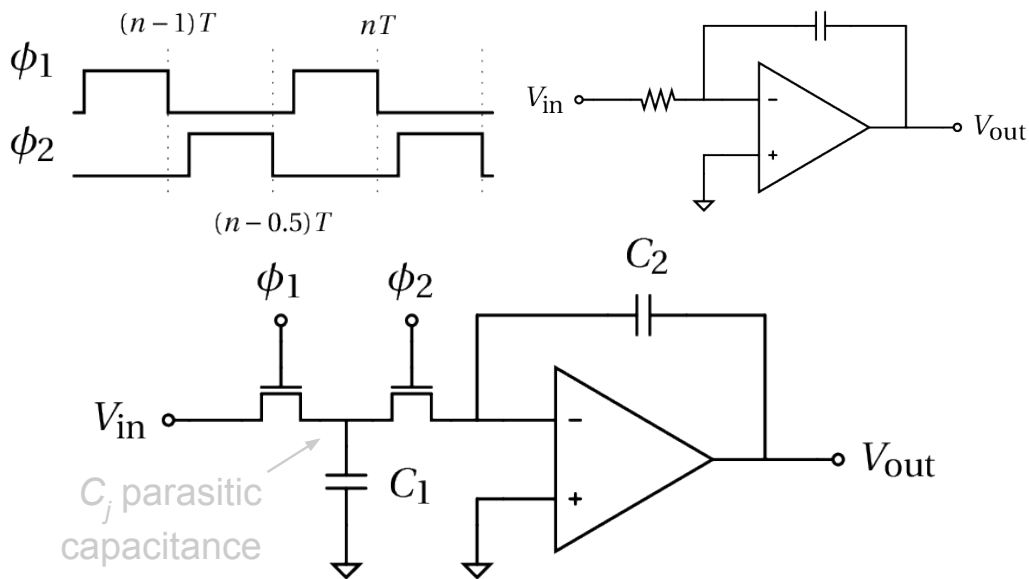 (n − 1)T
nT
ϕ1
ϕ2
(n − 0.5)T
Vin
−
+
Vout
ϕ1
ϕ2
C2
Vin
−
+
Vout
C1
Cj parasitic
capacitance